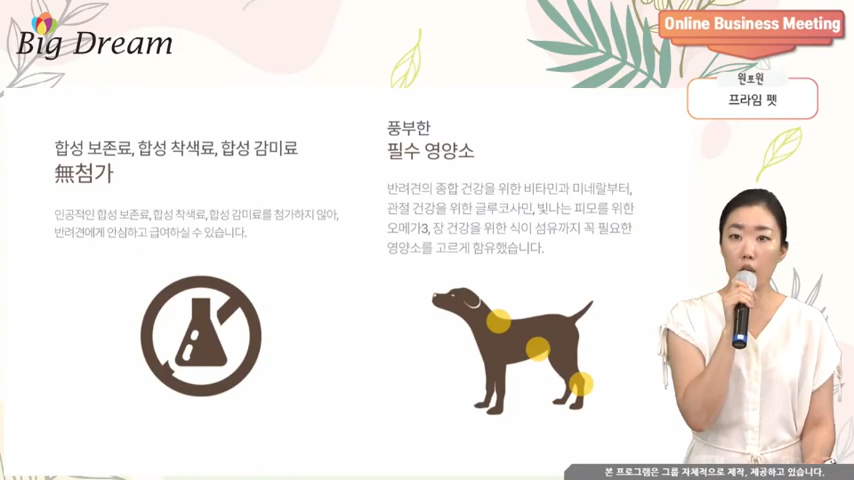 Big Dream
Online Business Meeting
원포원
프라임 펫
합성 보존료, 합성 착색료, 합성 감미료
無첨가
인공적인 합성 보존료, 합성 착색료, 합성 감미료를 첨가하지 않아,
반려견에게 안심하고 급여하실 수 있습니다.
풍부한
필수 영양소
반려견의 종합 건강을 위한 비타민과 미네랄부터,
관절 건강을 위한 글루코사민, 빛나는 피모를 위한
오메가3, 장 건강을 위한 식이 섬유까지 꼭 필요한
영양소를 고르게 함유했습니다.
본 프로그램은 그룹 자체적으로 제작, 제공하고 있습니다.